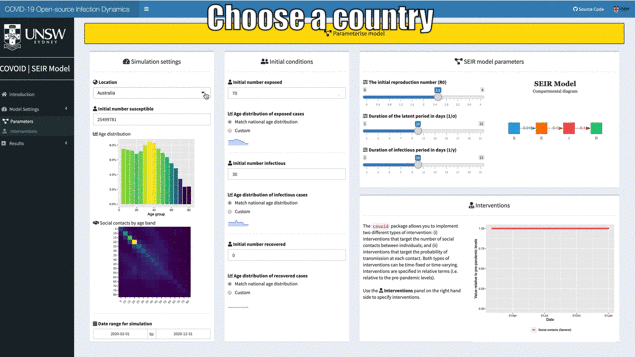 COVID-19 Open-source Infection Dynamics
Source Code
Choose a country
Parameterise model
UNSW
SYDNEY
COVOID | SEIR Model
Introduction
Model Settings
Parameters
Interventions
Results
Simulation settings
Location
Australia
Initial number susceptible
25499781
Age distribution
Age group
Social contacts by age band
Date range for simulation
2020-02-01 to 2020-12-31
Initial conditions
Initial number exposed
70
Age distribution of exposed cases
Match national age distribution
Custom
Initial number infectious
30
Age distribution of infectious cases
Match national age distribution
Custom
Initial number recovered
0
Age distribution of recovered cases
Match national age distribution
Custom
SEIR model parameters
The initial reproduction number (R0)
Duration of the latent period in days (1/σ)
Duration of infectious period in days (1/γ)
SEIR Model
Compartmental diagram
Interventions
The covoid package allows you to implement
two different types of intervention: (i)
interventions that target the number of social
contacts between individuals; and (ii)
interventions that target the probability of
transmission at each contact. Both types of
interventions can be time-fixed or time-varying.
Interventions are specified in relative terms (i.e.
relative to the pre-pandemic levels).
Use the Interventions panel on the right hand
side to specify interventions.
Value relative to pre-pandemic levels
Date
Social contacts (General)